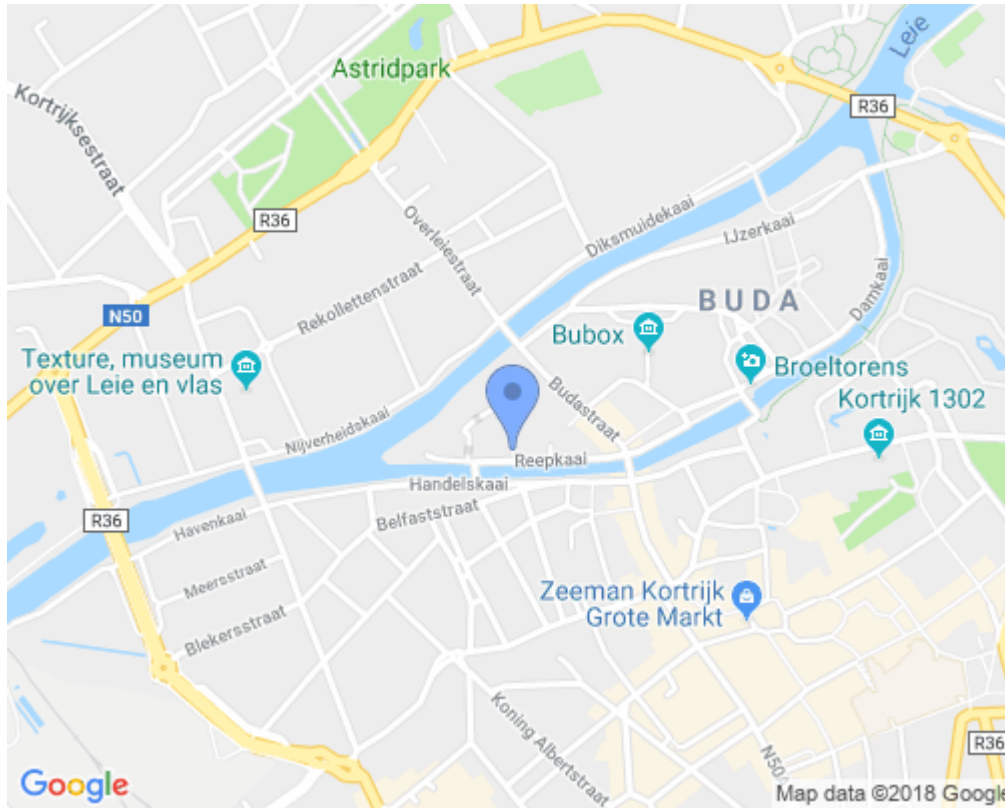 Leie
Astridpark
Kortrijksestraat
R36
R36
Overleiestraat
Diksmuidekaai
IJzerkaai
Damkaai
Rekollettenstraat
N50
BUDA
Bubox
Texture, museum
over Leie en vlas
Broeltorens
Kortrijk 1302
Budastraat
Nijverheidskaai
Reepkaai
Handelskaai
Belfaststraat
R36
Havenkaai
Meersstraat
Blekersstraat
Zeeman Kortrijk
Grote Markt
Koning Albertstraat
N50
R36
Google
Map data ©2018 Google